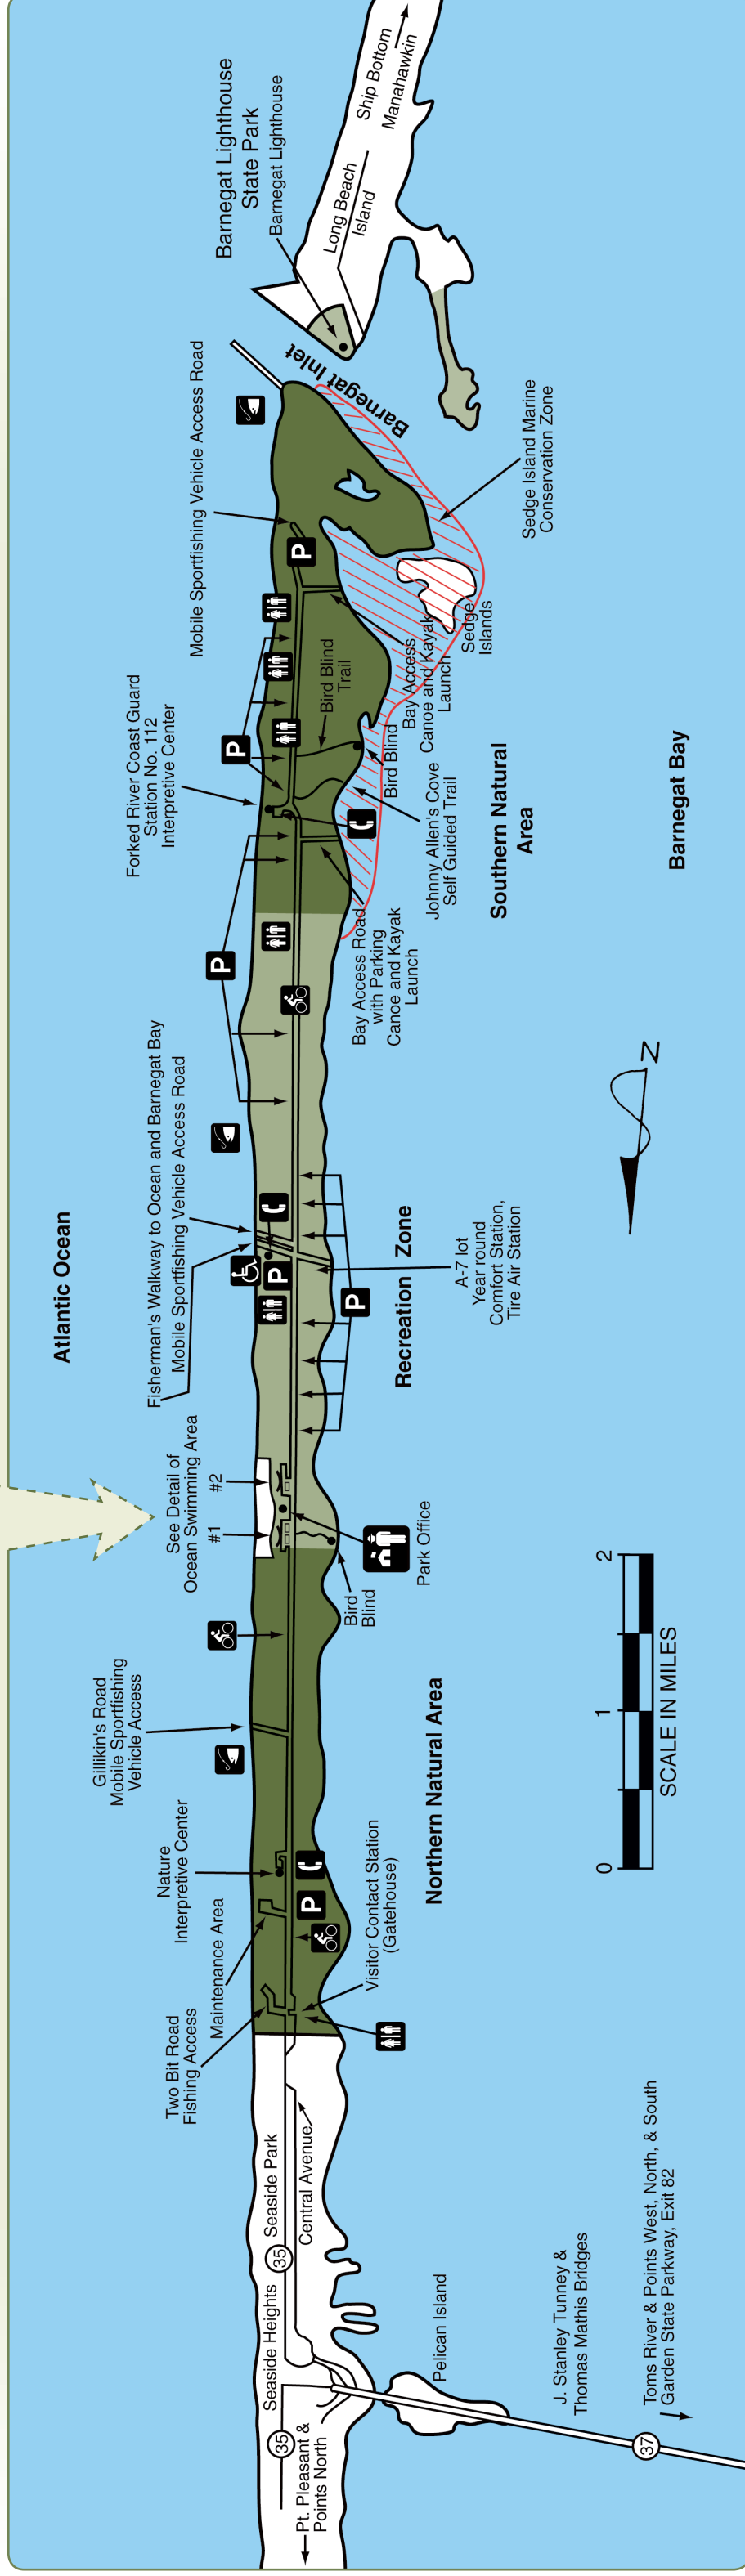 Atlantic Ocean
Pt. Pleasant &
Points North
35
Seaside Heights
35
Seaside Park
Central Avenue
Pelican Island
J. Stanley Tunney &
Thomas Mathis Bridges
37
Toms River & Points West, North, & South
Garden State Parkway, Exit 82
Two Bit Road
Fishing Access
Maintenance Area
Nature
Interpretive Center
Visitor Contact Station
(Gatehouse)
P
Gillikin's Road
Mobile Sportfishing
Vehicle Access
Northern Natural Area
See Detail of
Ocean Swimming Area
#1
#2
Bird
Blind
Park Office
Fisherman's Walkway to Ocean and Barnegat Bay
Mobile Sportfishing Vehicle Access Road
P
P
Recreation Zone
A-7 lot
Year round
Comfort Station,
Tire Air Station
P
Bay Access Road
with Parking
Canoe and Kayak
Launch
Forked River Coast Guard
Station No. 112
Interpretive Center
P
Johnny Allen's Cove
Self Guided Trail
Bird Blind
Bird Blind
Trail
Southern Natural
Area
Bay Access
Canoe and Kayak
Launch
Sedge
Islands
Mobile Sportfishing Vehicle Access Road
P
Sedge Island Marine
Conservation Zone
Barnegat Inlet
Barnegat Lighthouse
State Park
Barnegat Lighthouse
Long Beach
Island
Ship Bottom
Manahawkin
Barnegat Bay
N
0
1
2
SCALE IN MILES